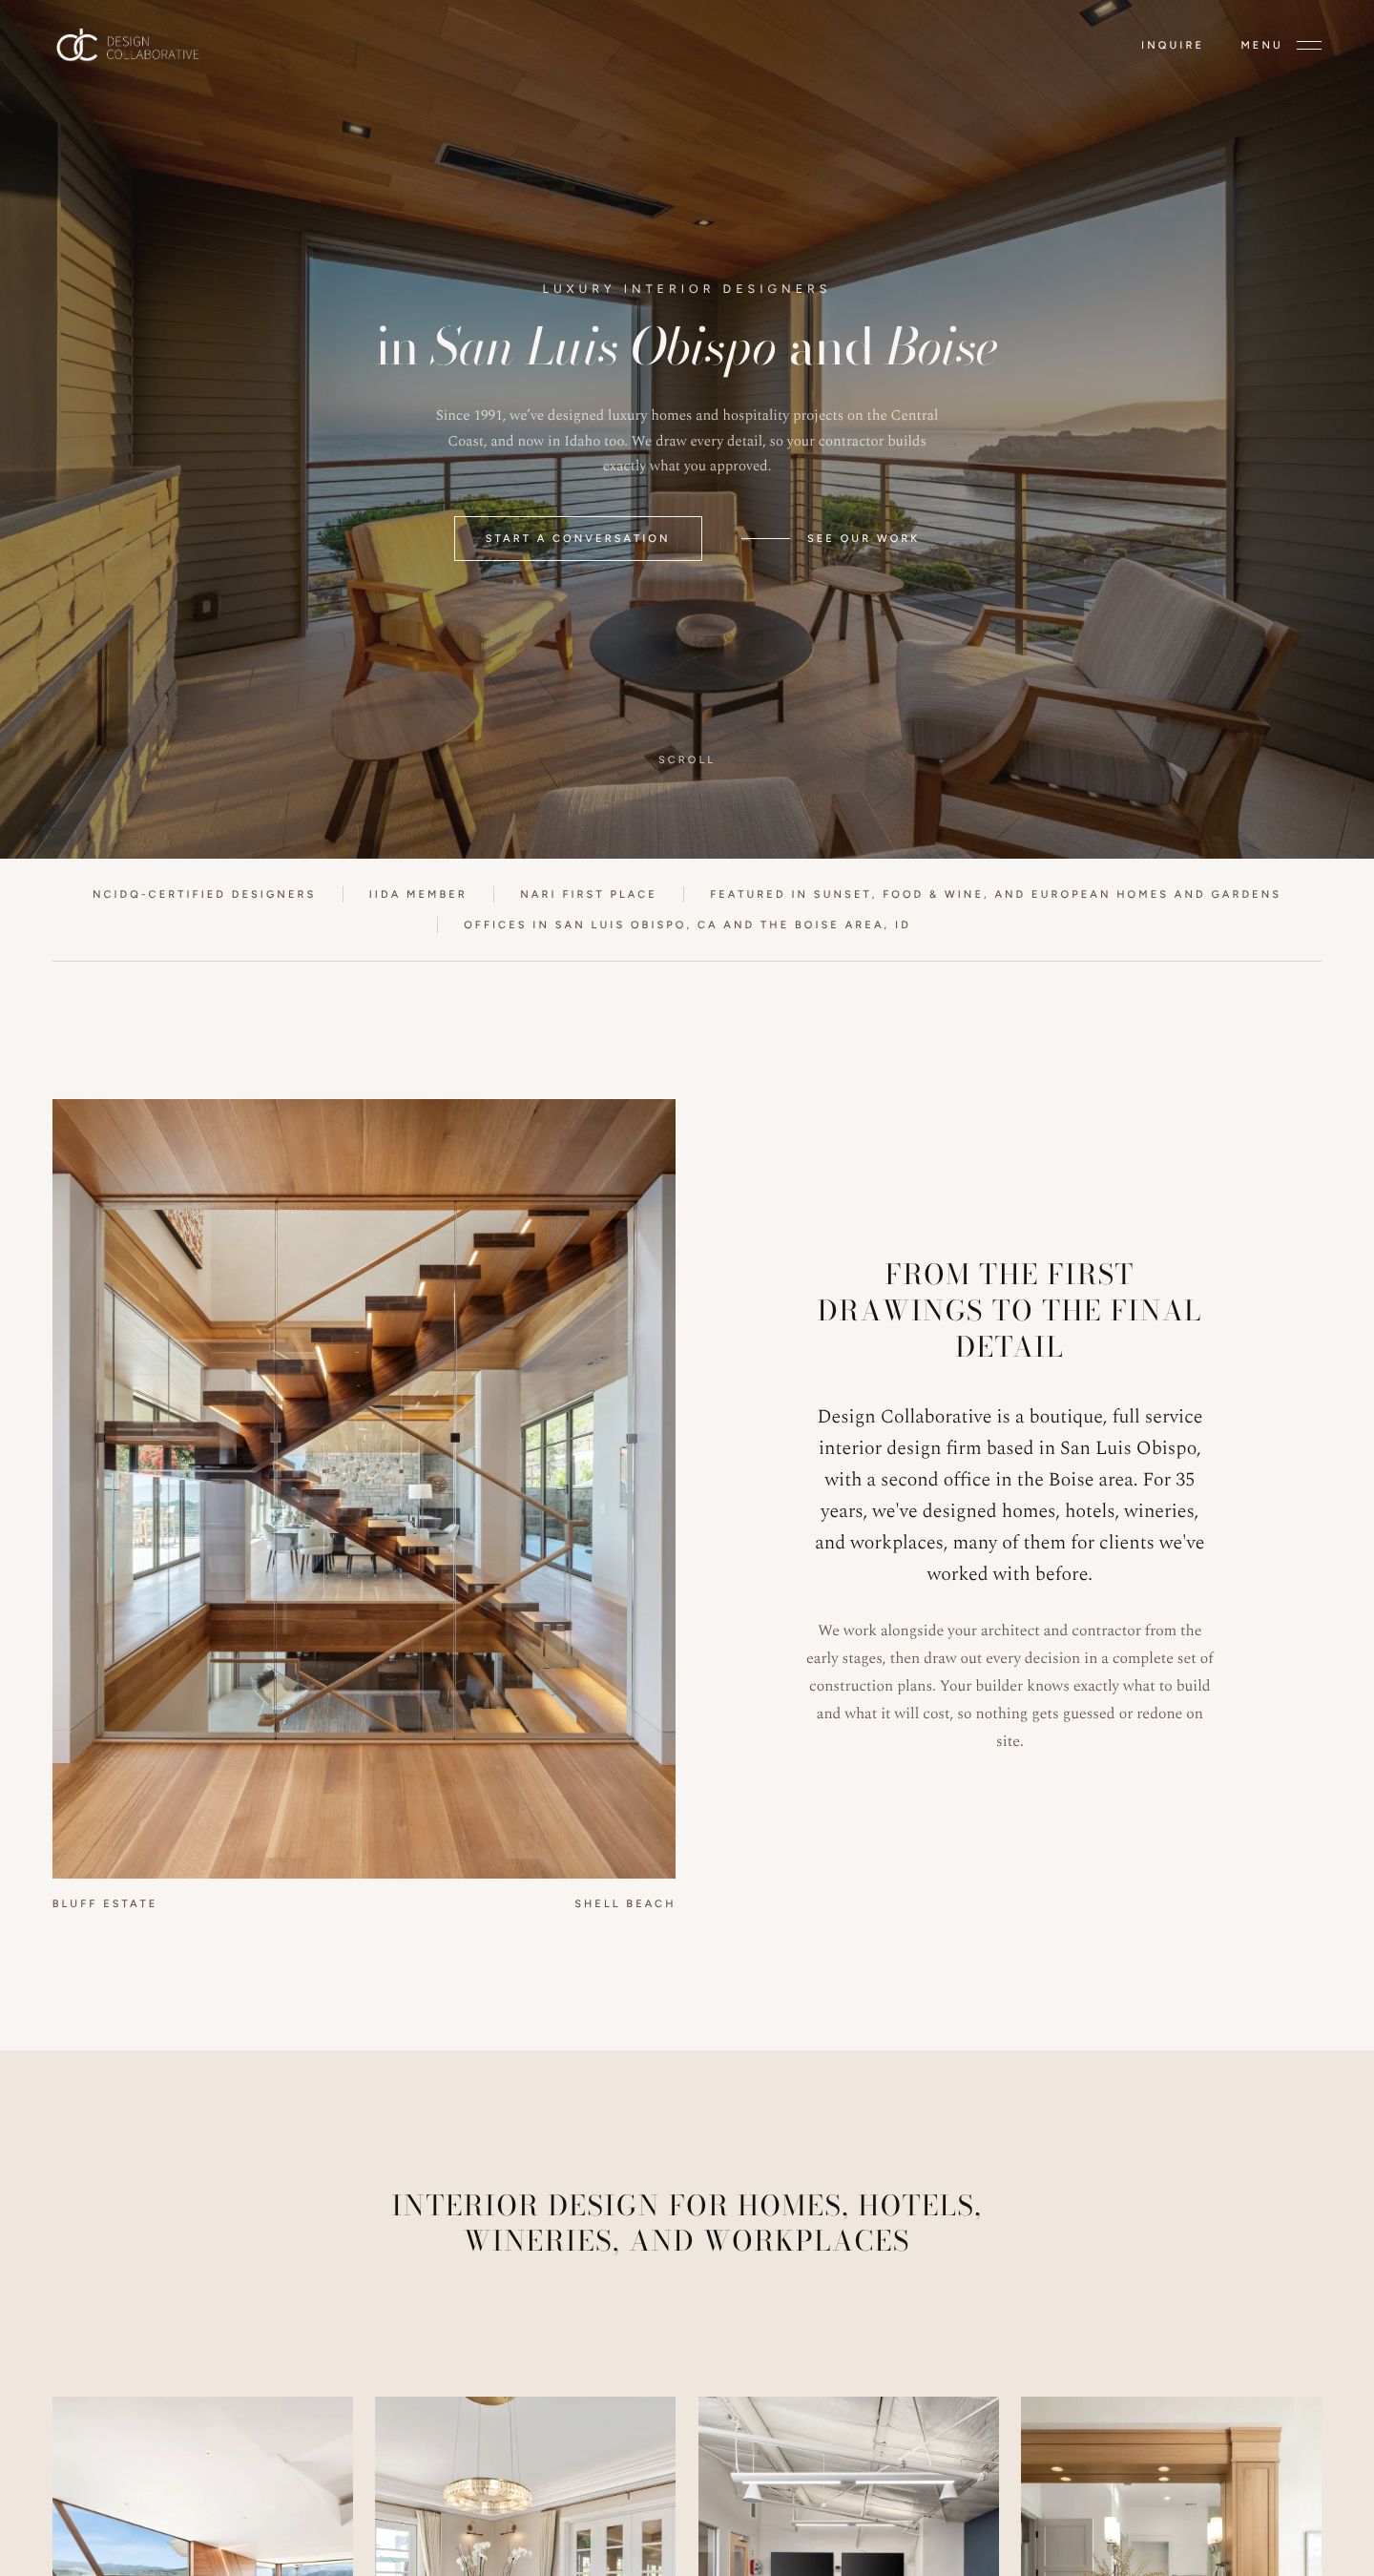 DESIGN
COLLABORATIVE
INQUIRE
MENU
LUXURY INTERIOR DESIGNERS
in San Luis Obispo and Boise
Since 1991, we’ve designed luxury homes and hospitality projects on the Central
Coast, and now in Idaho too. We draw every detail, so your contractor builds
exactly what you approved.
START A CONVERSATION
SEE OUR WORK
SCROLL
NCIDQ-CERTIFIED DESIGNERS
IIDA MEMBER
NARI FIRST PLACE
FEATURED IN SUNSET, FOOD & WINE, AND EUROPEAN HOMES AND GARDENS
OFFICES IN SAN LUIS OBISPO, CA AND THE BOISE AREA, ID
FROM THE FIRST
DRAWINGS TO THE FINAL
DETAIL
Design Collaborative is a boutique, full service
interior design firm based in San Luis Obispo,
with a second office in the Boise area. For 35
years, we've designed homes, hotels, wineries,
and workplaces, many of them for clients we've
worked with before.
We work alongside your architect and contractor from the
early stages, then draw out every decision in a complete set of
construction plans. Your builder knows exactly what to build
and what it will cost, so nothing gets guessed or redone on
site.
BLUFF ESTATE
SHELL BEACH
INTERIOR DESIGN FOR HOMES, HOTELS,
WINERIES, AND WORKPLACES